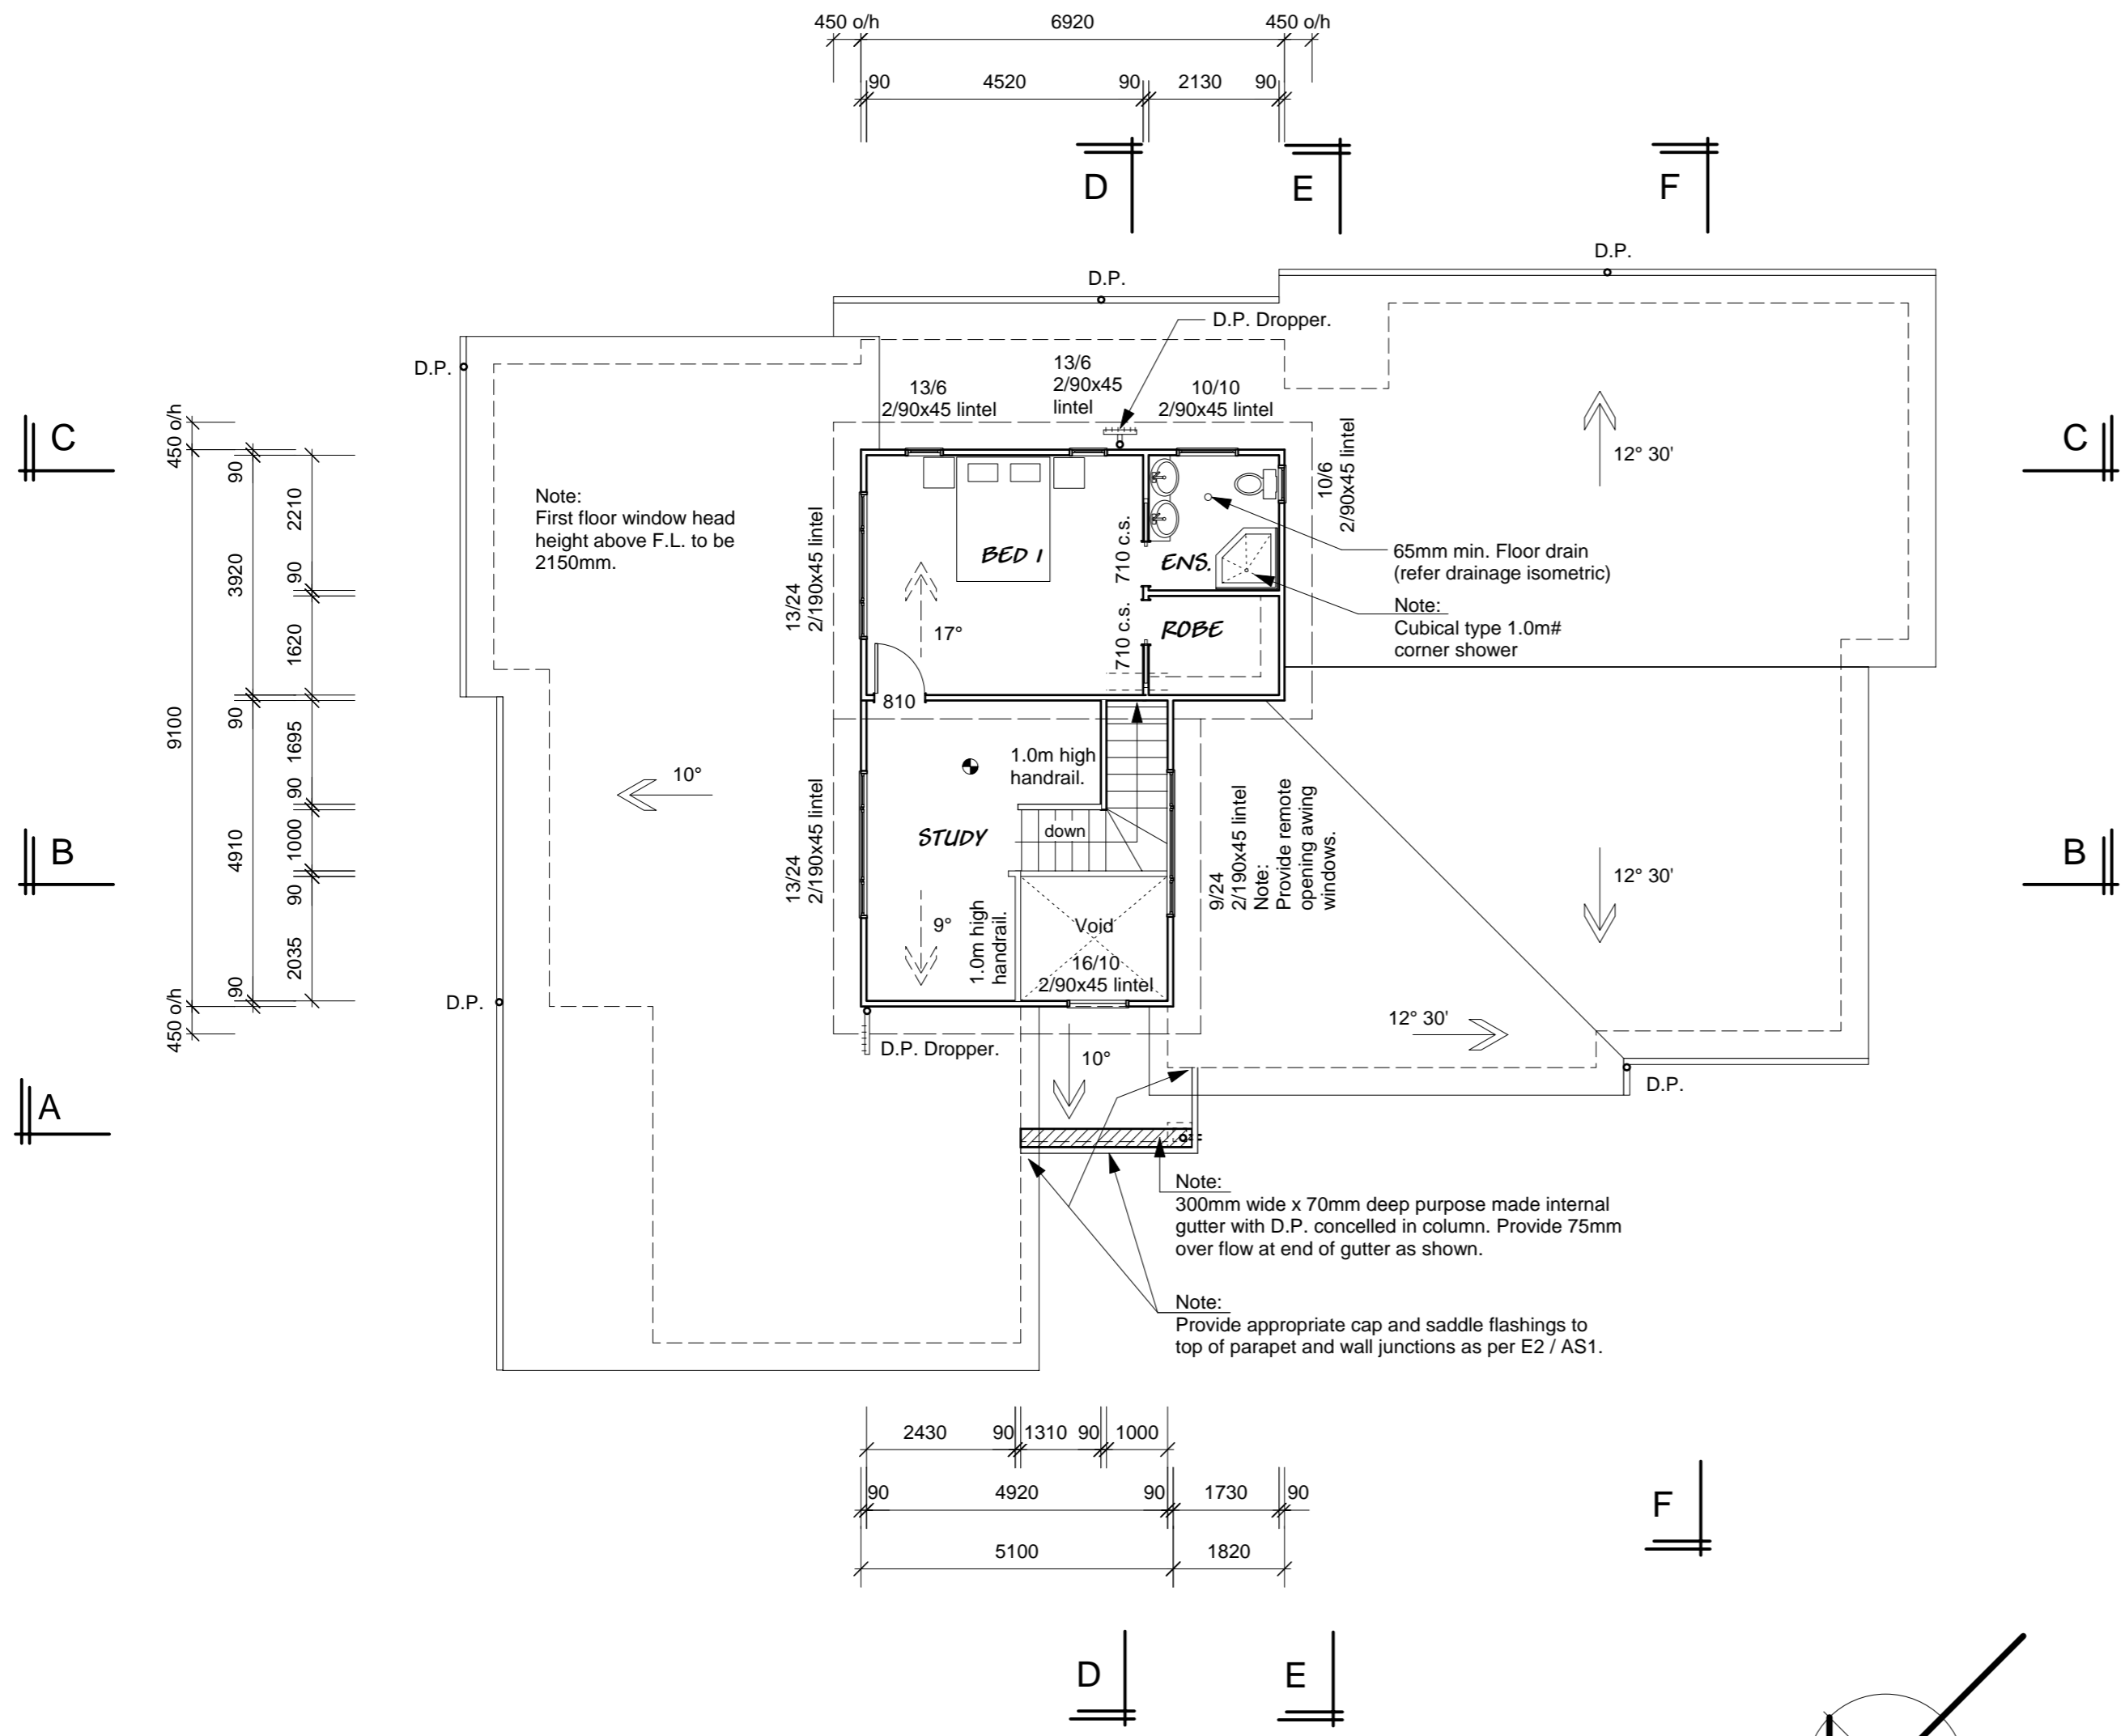 450 o/h
6920
450 o/h
90
4520
90
2130
90
D
E
F
D.P.
D.P.
D.P. Dropper.
D.P.
13/6
2/90x45
lintel
13/6
2/90x45 lintel
10/10
2/90x45 lintel
10/6
2/90x45 lintel
C
C
450 o/h
90
2210
90
3920
1620
90
9100
1695
90
1000
4910
90
2035
90
450 o/h
Note:
First floor window head
height above F.L. to be
2150mm.
13/24
2/190x45 lintel
BED 1
710 c.s.
ENS.
710 c.s.
ROBE
17°
810
12° 30'
65mm min. Floor drain
(refer drainage isometric)
Note:
Cubical type 1.0m#
corner shower
10°
13/24
2/190x45 lintel
1.0m high
handrail.
STUDY
down
9/24
2/190x45 lintel
Note:
Provide remote
opening awing
windows.
B
B
12° 30'
9°
1.0m high
handrail.
Void
16/10
2/90x45 lintel
D.P.
D.P. Dropper.
10°
12° 30'
D.P.
A
Note:
300mm wide x 70mm deep purpose made internal
gutter with D.P. concelled in column. Provide 75mm
over flow at end of gutter as shown.
Note:
Provide appropriate cap and saddle flashings to
top of parapet and wall junctions as per E2 / AS1.
2430
90
1310
90
1000
90
4920
90
1730
90
5100
1820
F
D
E